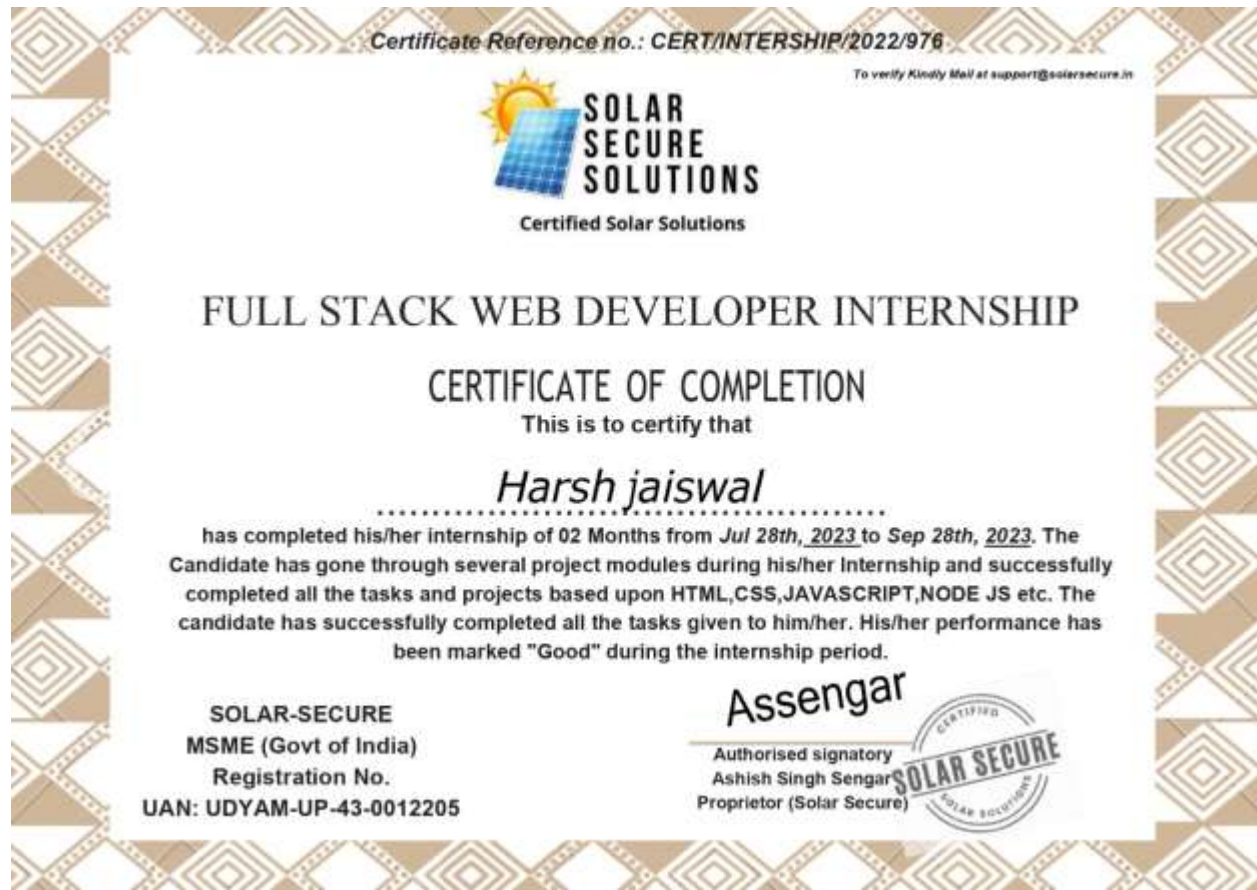 Certificate Reference no.: CERT/INTERSHIP/2022/976
To verify Kindly Mail at support@solarsecure.in
SOLAR
SECURE
SOLUTIONS
Certified Solar Solutions
FULL STACK WEB DEVELOPER INTERNSHIP
CERTIFICATE OF COMPLETION
This is to certify that
Harsh jaiswal
has completed his/her internship of 02 Months from Jul 28th, 2023 to Sep 28th, 2023. The
Candidate has gone through several project modules during his/her Internship and successfully
completed all the tasks and projects based upon HTML,CSS,JAVASCRIPT,NODE JS etc. The
candidate has successfully completed all the tasks given to him/her. His/her performance has
been marked "Good" during the internship period.
SOLAR-SECURE
MSME (Govt of India)
Registration No.
UAN: UDYAM-UP-43-0012205
Assengar
Authorised signatory
Ashish Singh Sengar
Proprietor (Solar Secure)
CERTIFIED
SOLAR SECURE
SOLAR SOLUTIONS